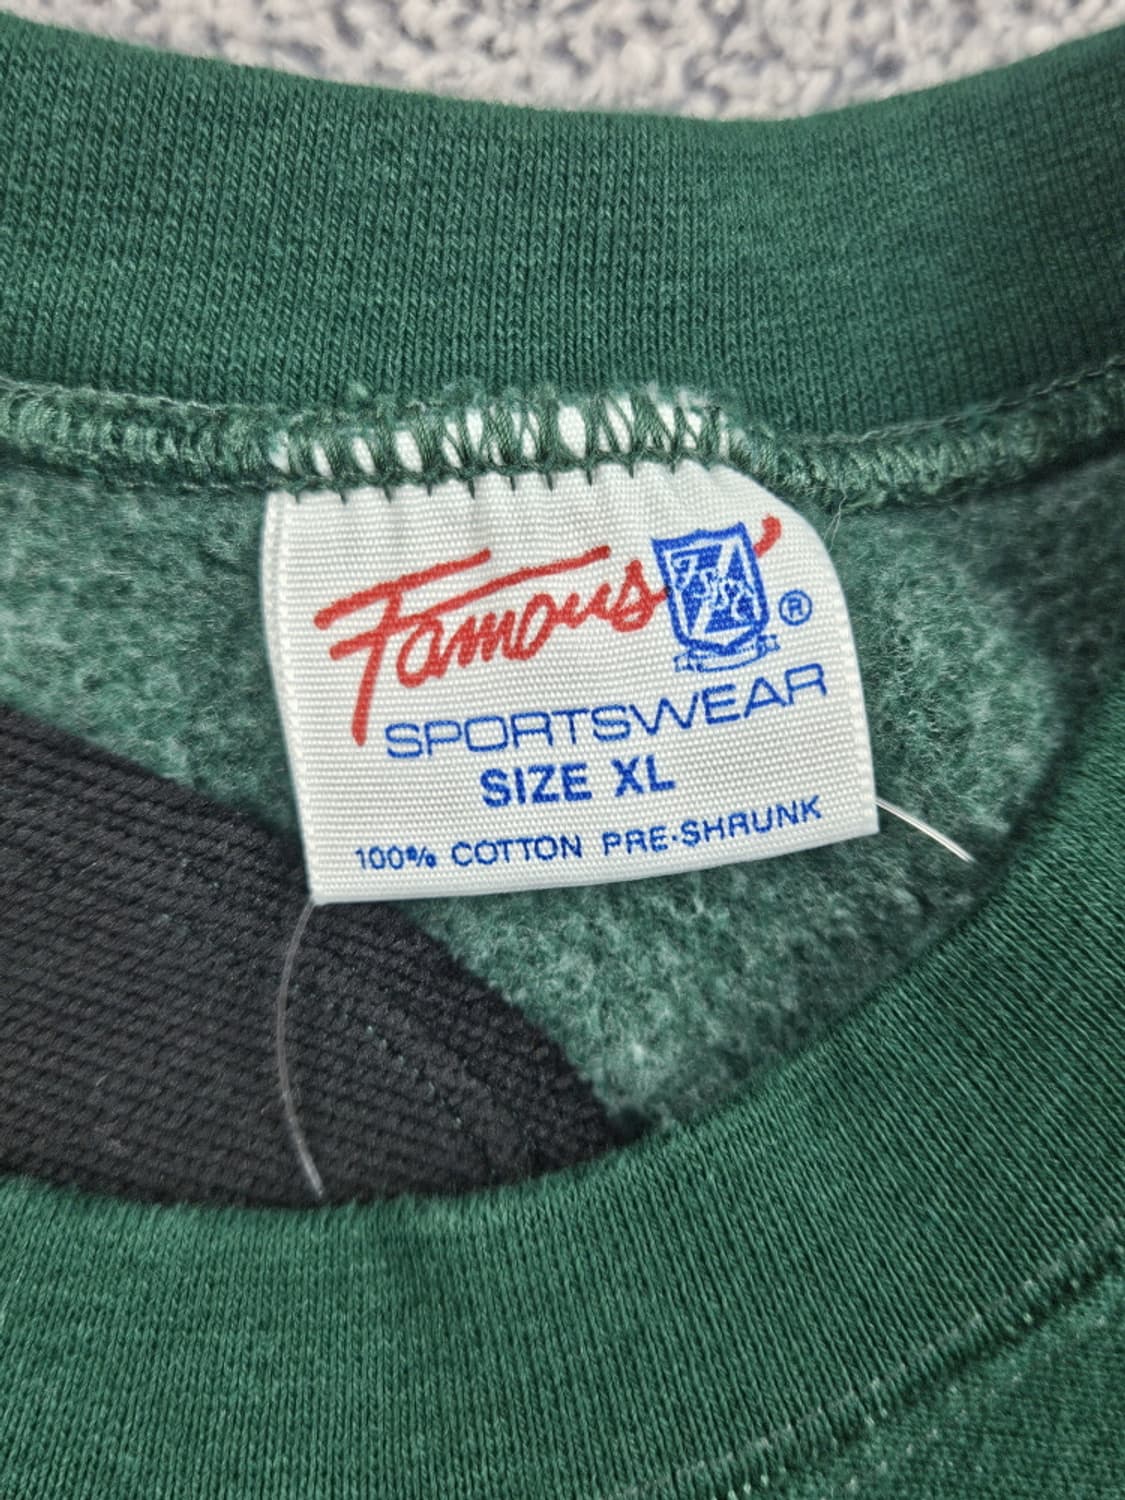 Famous
®
SPORTSWEAR
SIZE XL
100% COTTON PRE-SHRUNK